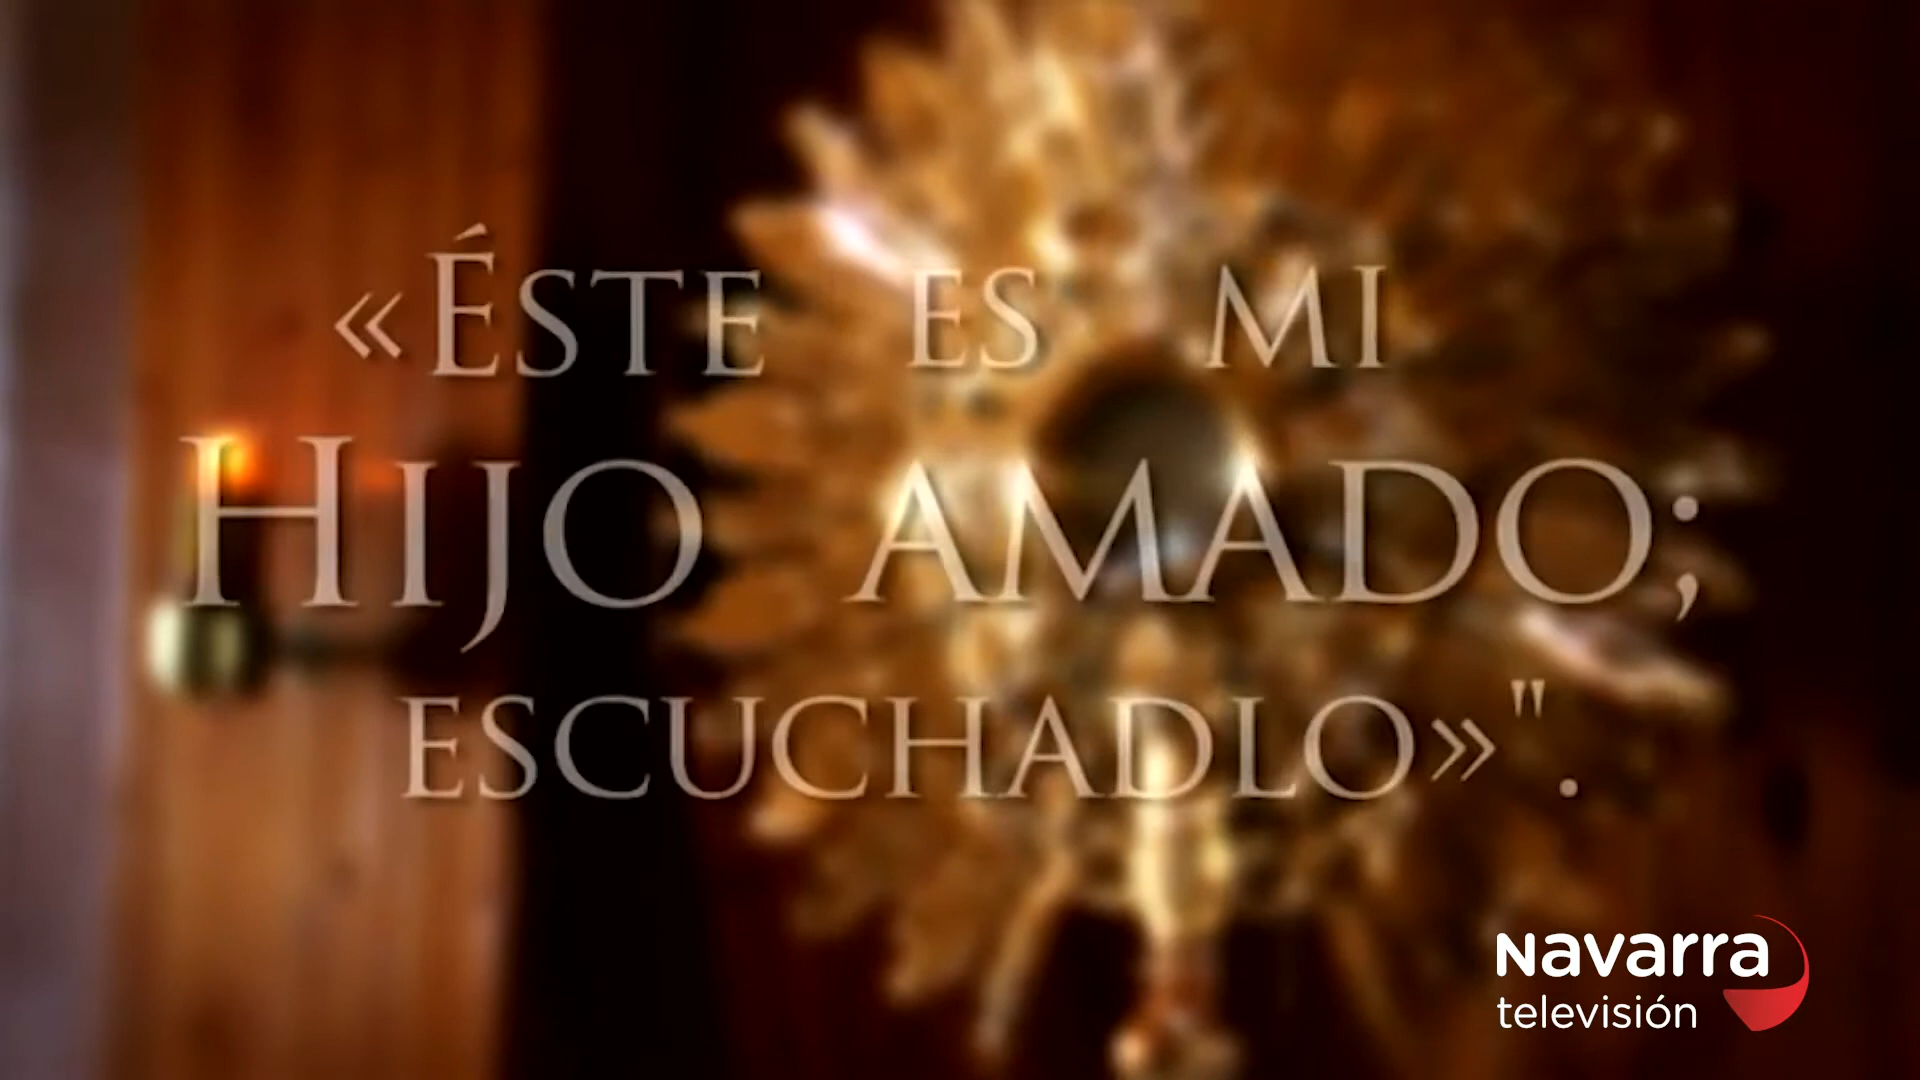 «Éste es mi
Hijo amado;
escuchadlo»".
Navarra
televisión